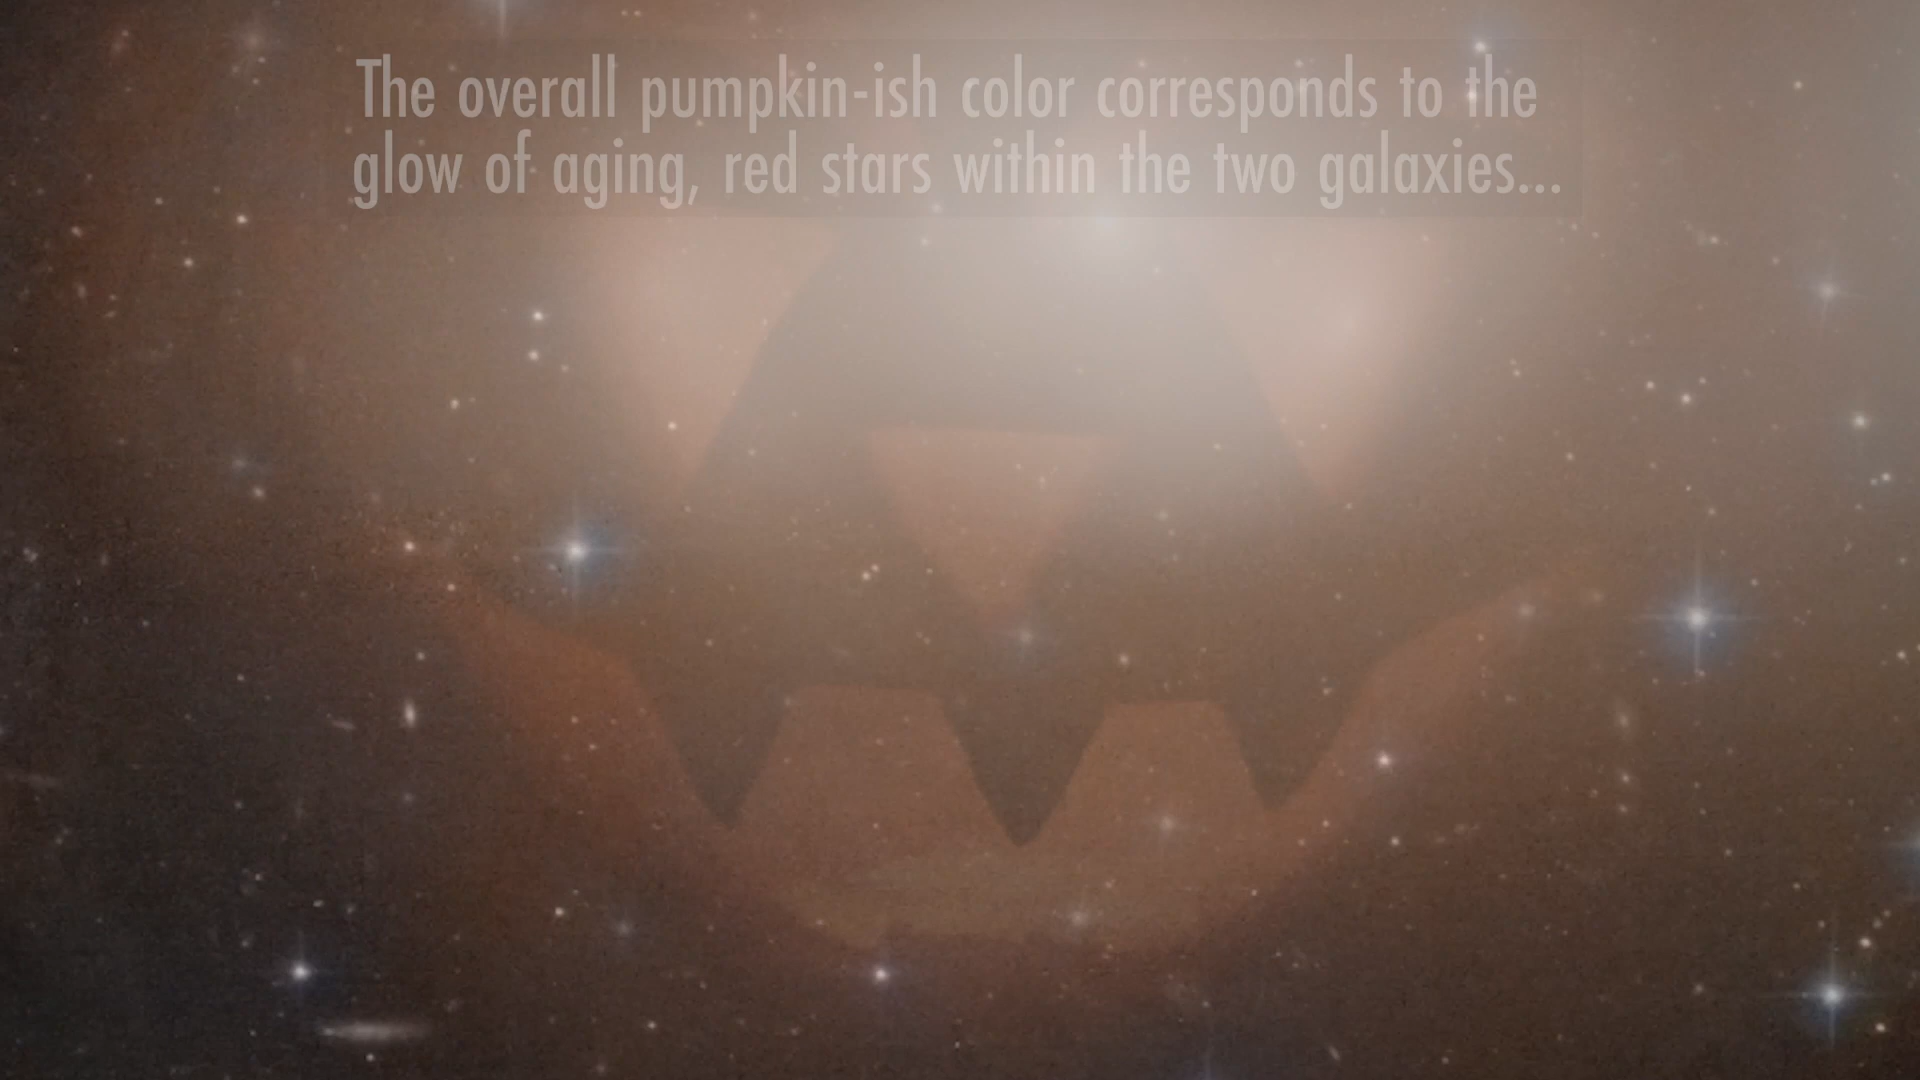 The overall pumpkin-ish color corresponds to the
glow of aging, red stars within the two galaxies...